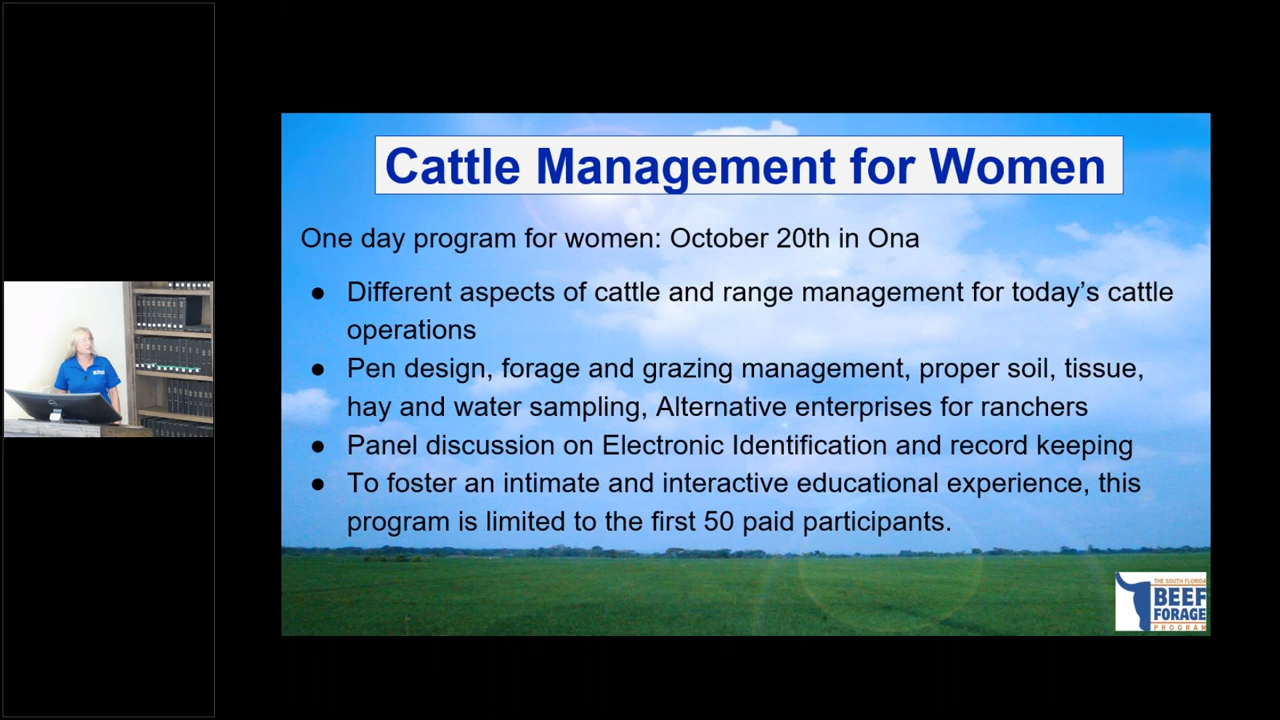 Cattle Management for Women
One day program for women: October 20th in Ona
● Different aspects of cattle and range management for today's cattle
operations
● Pen design, forage and grazing management, proper soil, tissue,
hay and water sampling, Alternative enterprises for ranchers
● Panel discussion on Electronic Identification and record keeping
● To foster an intimate and interactive educational experience, this
program is limited to the first 50 paid participants.
THE SOUTH FLORIDA
BEEF
FORAGE
PROGRAM